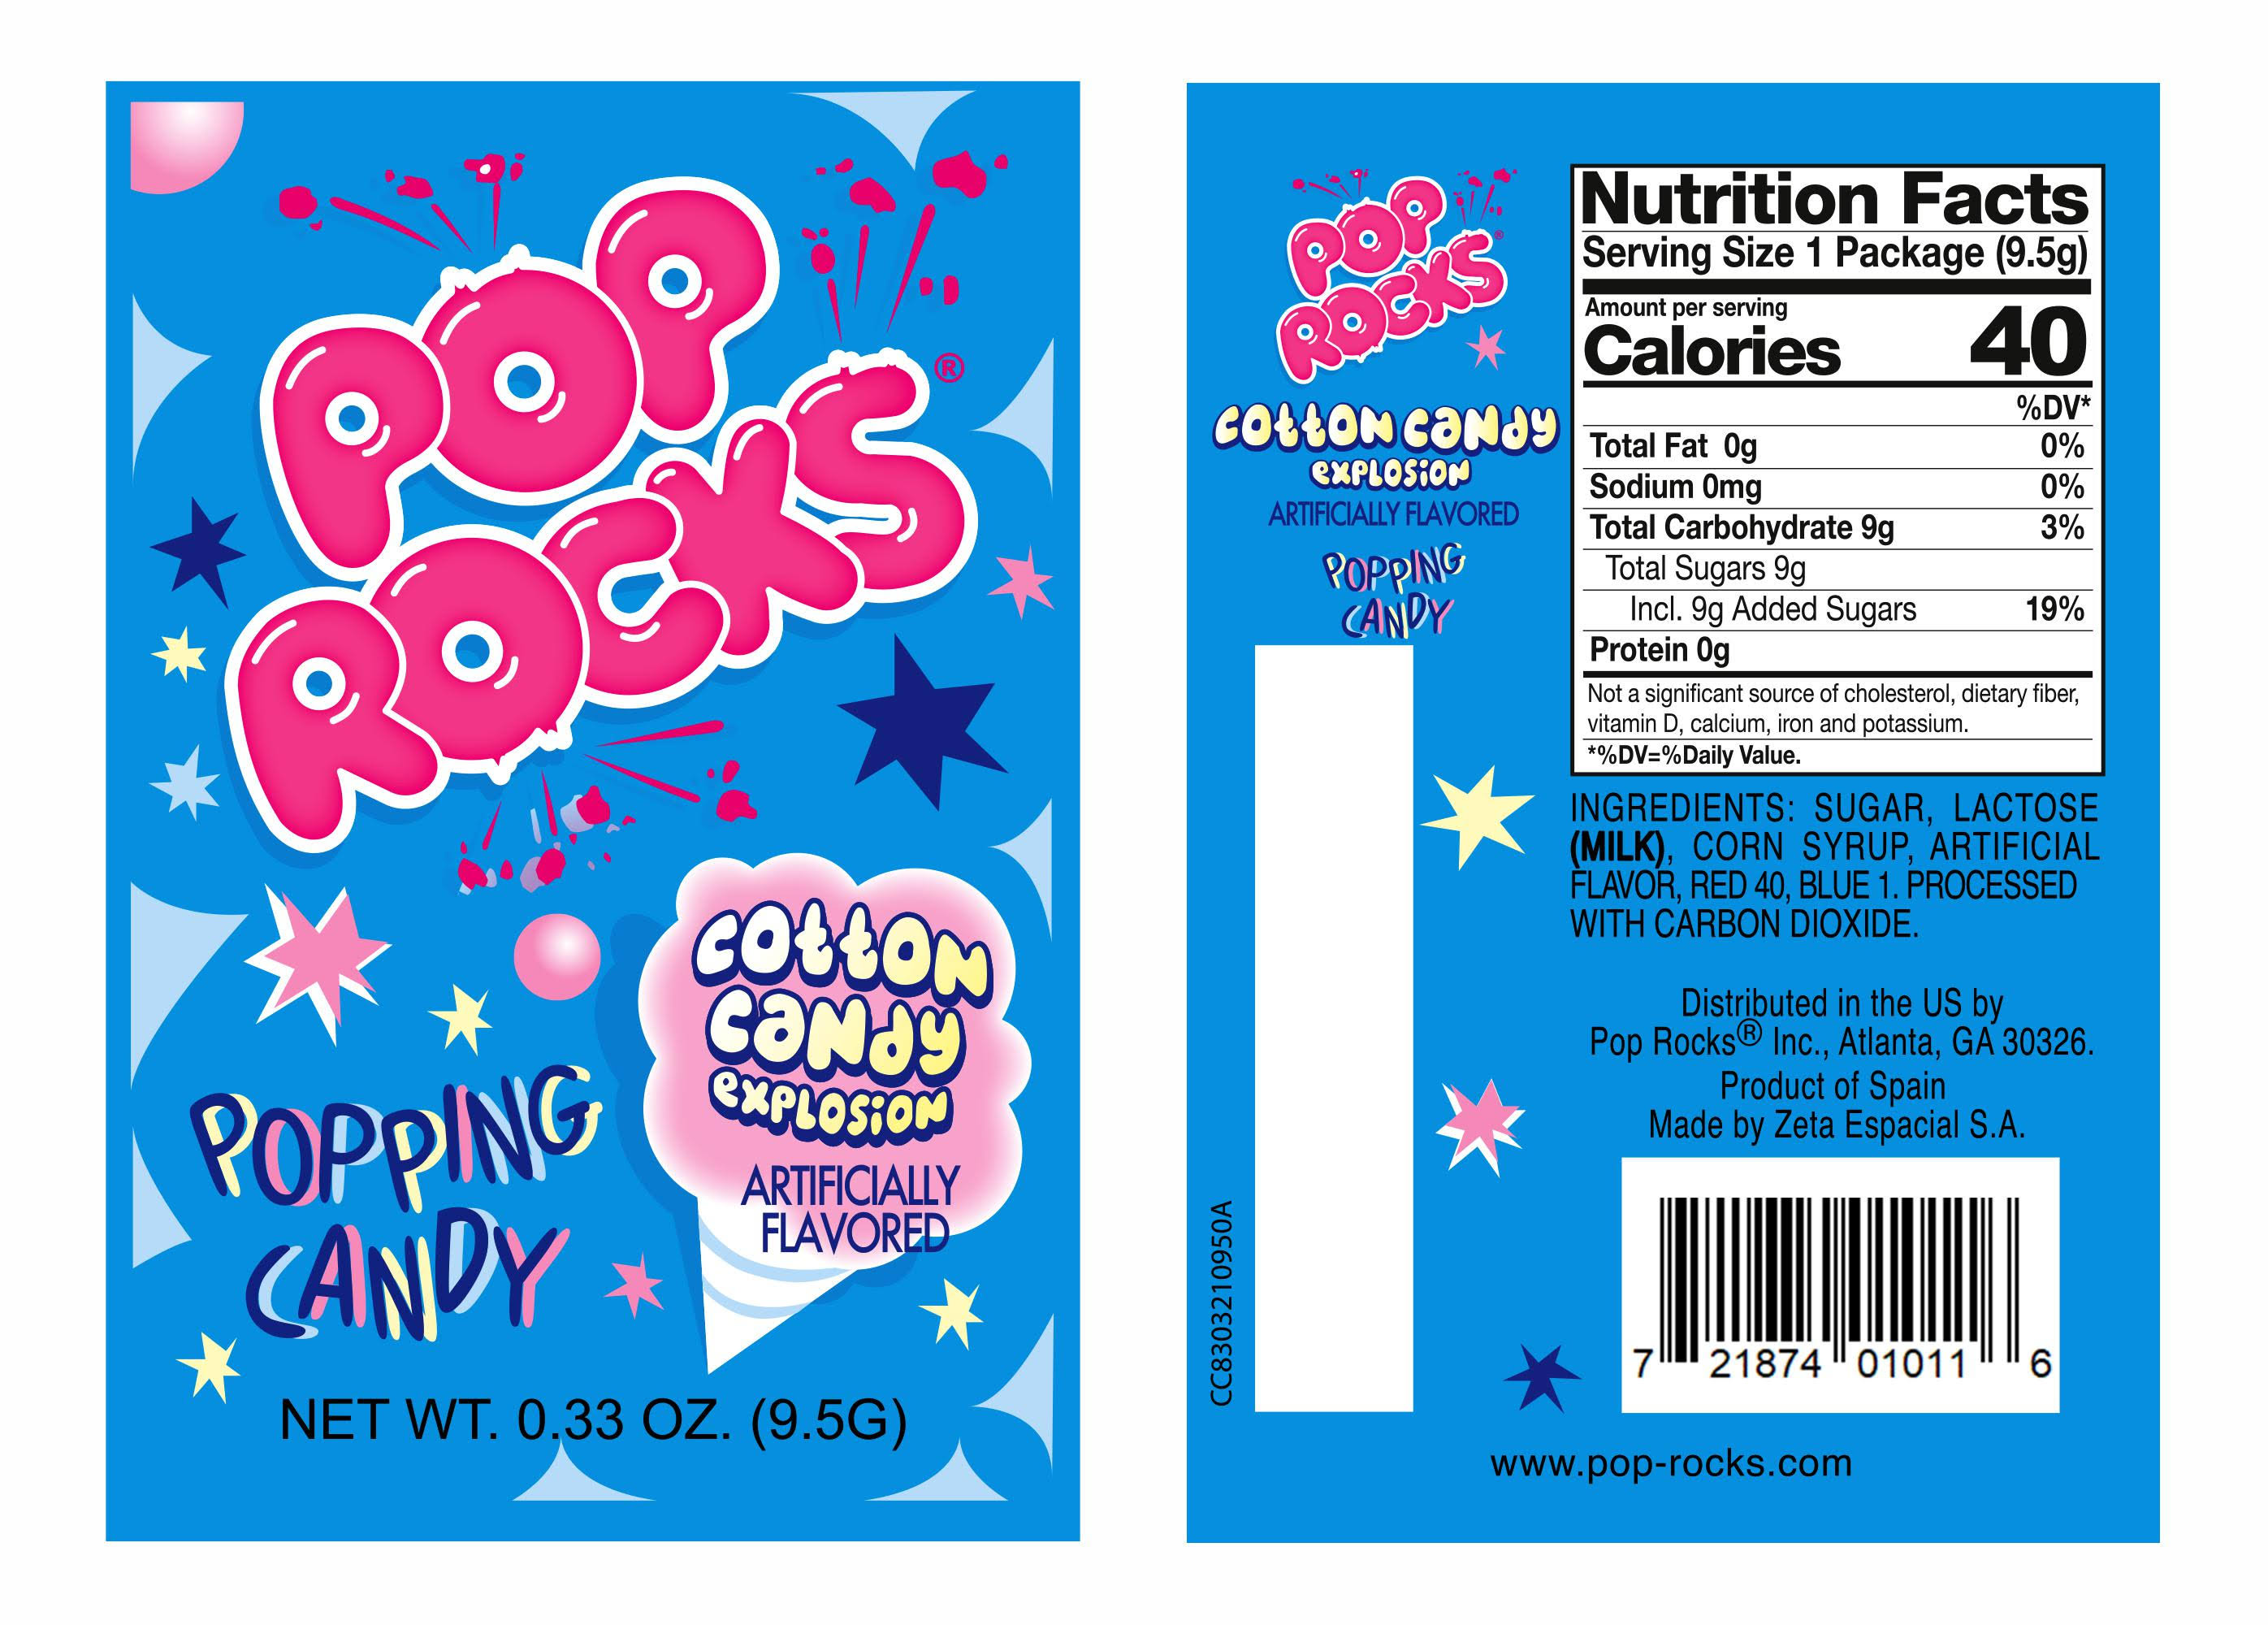 POP
ROCKS®
COttON
CaNdy
exPLOSiON
ARTIFICIALLY
FLAVORED
POPPING
CANDY
NET WT. 0.33 OZ. (9.5G)
POP
ROCKS®
COttON CaNdy
exPLOSiON
ARTIFICIALLY FLAVORED
POPPING
CANDY
CC8303210950A
Nutrition Facts
Serving Size 1 Package (9.5g)
Amount per serving
Calories 40
%DV*
Total Fat 0g 0%
Sodium 0mg 0%
Total Carbohydrate 9g 3%
Total Sugars 9g
Incl. 9g Added Sugars 19%
Protein 0g
Not a significant source of cholesterol, dietary fiber,
vitamin D, calcium, iron and potassium.
*%DV=%Daily Value.
INGREDIENTS: SUGAR, LACTOSE
(MILK), CORN SYRUP, ARTIFICIAL
FLAVOR, RED 40, BLUE 1. PROCESSED
WITH CARBON DIOXIDE.
Distributed in the US by
Pop Rocks® Inc., Atlanta, GA 30326.
Product of Spain
Made by Zeta Espacial S.A.
7 21874 01011 6
www.pop-rocks.com